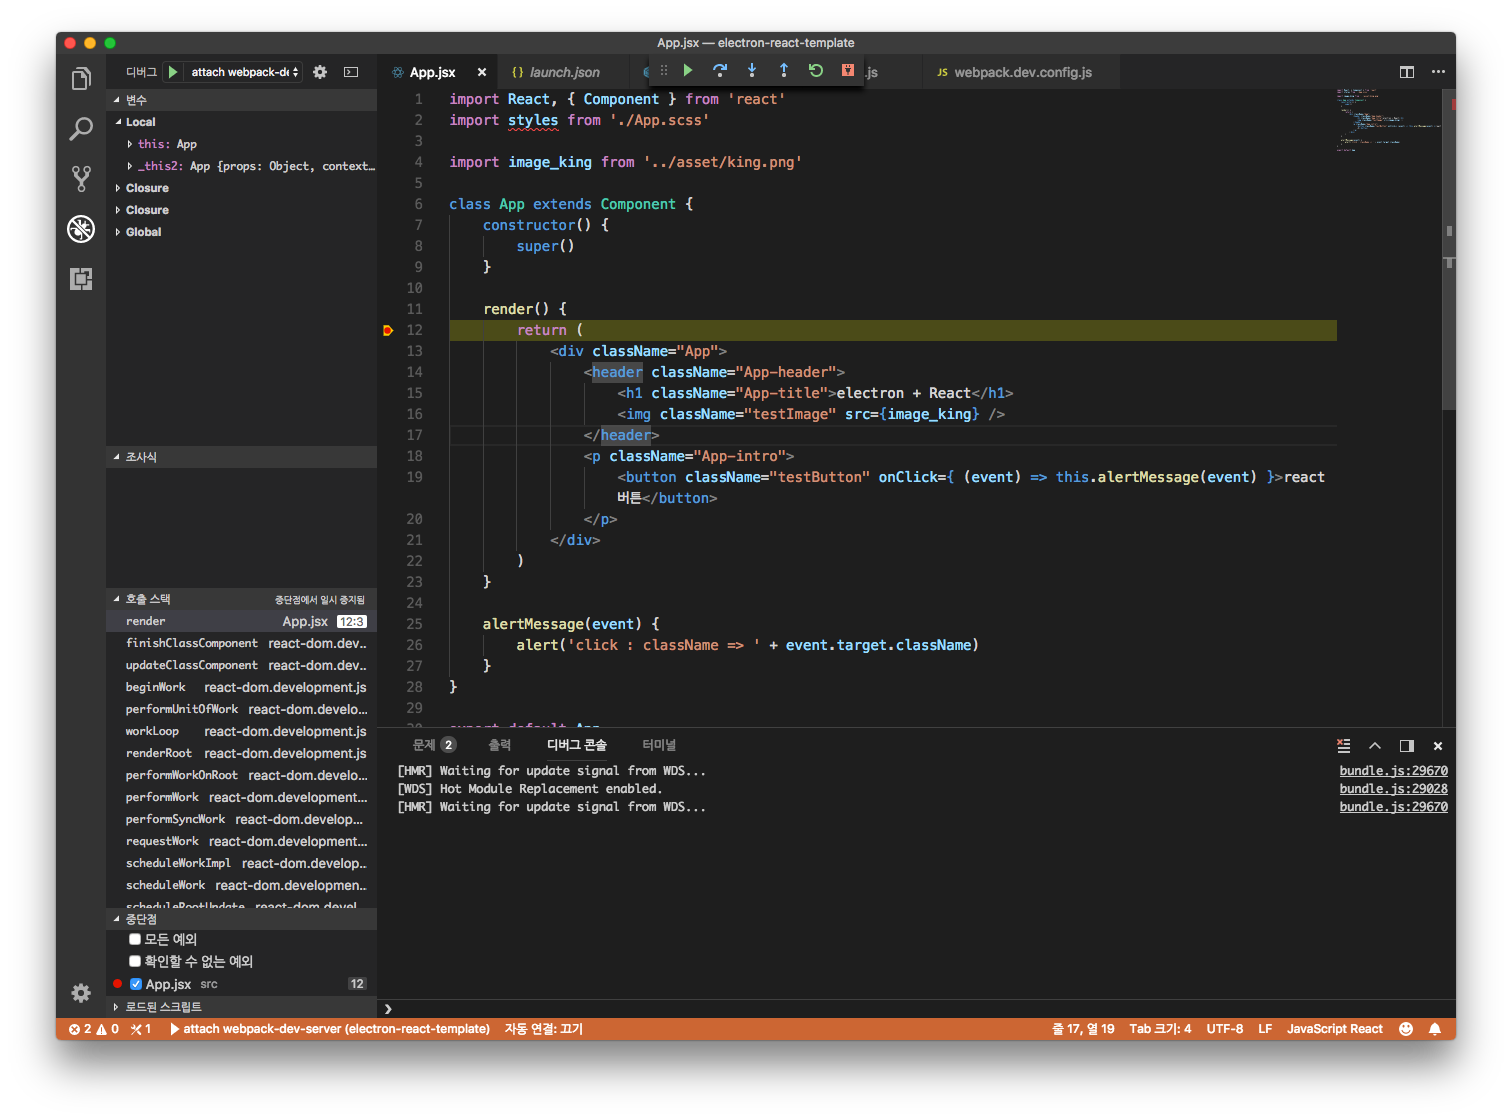 App.jsx — electron-react-template
디버그 attach webpack-de
App.jsx
{} launch.json
.js
JS webpack.dev.config.js
변수
Local
this: App
_this2: App {props: Object, context…
Closure
Closure
Global
조사식
호출 스택 중단점에서 일시 중지됨
render App.jsx 12:3
finishClassComponent react-dom.dev…
updateClassComponent react-dom.dev…
beginWork react-dom.development.js
performUnitOfWork react-dom.develo…
workLoop react-dom.development.js
renderRoot react-dom.development.js
performWorkOnRoot react-dom.develo…
performWork react-dom.development…
performSyncWork react-dom.develop…
requestWork react-dom.development…
scheduleWorkImpl react-dom.develop…
scheduleWork react-dom.developmen…
scheduleRootUpdate react-dom.devel
중단점
모든 예외
확인할 수 없는 예외
App.jsx src 12
로드된 스크립트
1 import React, { Component } from 'react'
2 import styles from './App.scss'
3
4 import image_king from '../asset/king.png'
5
6 class App extends Component {
7 constructor() {
8 super()
9 }
10
11 render() {
12 return (
13 <div className="App">
14 <header className="App-header">
15 <h1 className="App-title">electron + React</h1>
16 <img className="testImage" src={image_king} />
17 </header>
18 <p className="App-intro">
19 <button className="testButton" onClick={ (event) => this.alertMessage(event) }>react
버튼</button>
20 </p>
21 </div>
22 )
23 }
24
25 alertMessage(event) {
26 alert('click : className => ' + event.target.className)
27 }
28 }
29
30 export default App
문제 2 출력 디버그 콘솔 터미널
[HMR] Waiting for update signal from WDS... bundle.js:29670
[WDS] Hot Module Replacement enabled. bundle.js:29028
[HMR] Waiting for update signal from WDS... bundle.js:29670
2 0 1 attach webpack-dev-server (electron-react-template) 자동 연결: 끄기 줄 17, 열 19 Tab 크기: 4 UTF-8 LF JavaScript React